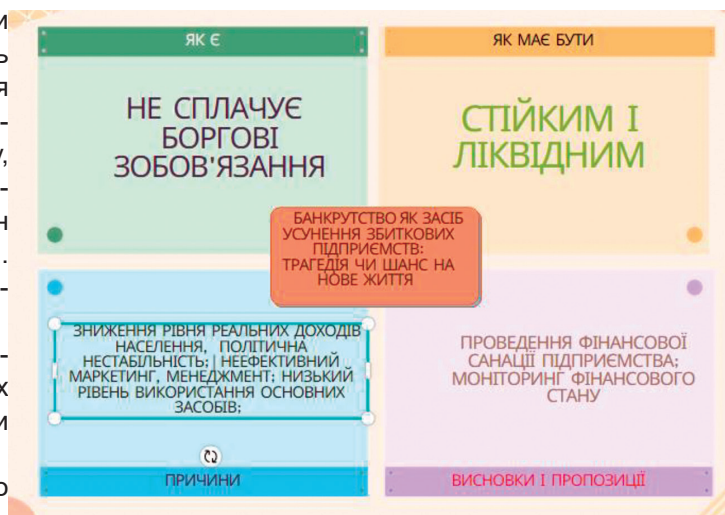 ЯК Є
НЕ СПЛАЧУЄ
БОРГОВІ
ЗОБОВ'ЯЗАННЯ
ЯК МАЄ БУТИ
СТІЙКИМ І
ЛІКВІДНИМ
БАНКРУТСТВО ЯК ЗАСІБ
УСУНЕННЯ ЗБИТКОВИХ
ПІДПРИЄМСТВ:
ТРАГЕДІЯ ЧИ ШАНС НА
НОВЕ ЖИТТЯ
ЗНИЖЕННЯ РІВНЯ РЕАЛЬНИХ ДОХОДІВ
НАСЕЛЕННЯ, ПОЛІТИЧНА
НЕСТАБІЛЬНІСТЬ; НЕЕФЕКТИВНИЙ
МАРКЕТИНГ, МЕНЕДЖМЕНТ; НИЗЬКИЙ
РІВЕНЬ ВИКОРИСТАННЯ ОСНОВНИХ
ЗАСОБІВ;
ПРИЧИНИ
ПРОВЕДЕННЯ ФІНАНСОВОЇ
САНАЦІЇ ПІДПРИЄМСТВА;
МОНІТОРИНГ ФІНАНСОВОГО
СТАНУ
ВИСНОВКИ І ПРОПОЗИЦІЇ